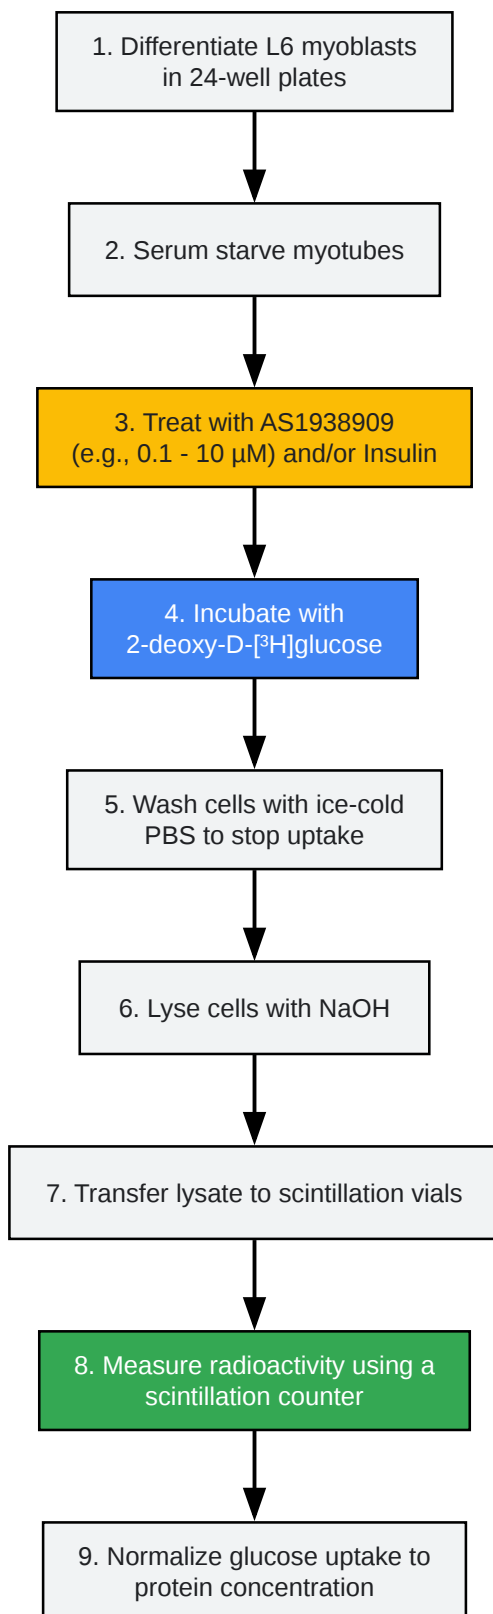 1. Differentiate L6 myoblasts
in 24-well plates
2. Serum starve myotubes
3. Treat with AS1938909
(e.g., 0.1 - 10 µM) and/or Insulin
4. Incubate with
2-deoxy-D-[³H]glucose
5. Wash cells with ice-cold
PBS to stop uptake
6. Lyse cells with NaOH
7. Transfer lysate to scintillation vials
8. Measure radioactivity using a
scintillation counter
9. Normalize glucose uptake to
protein concentration